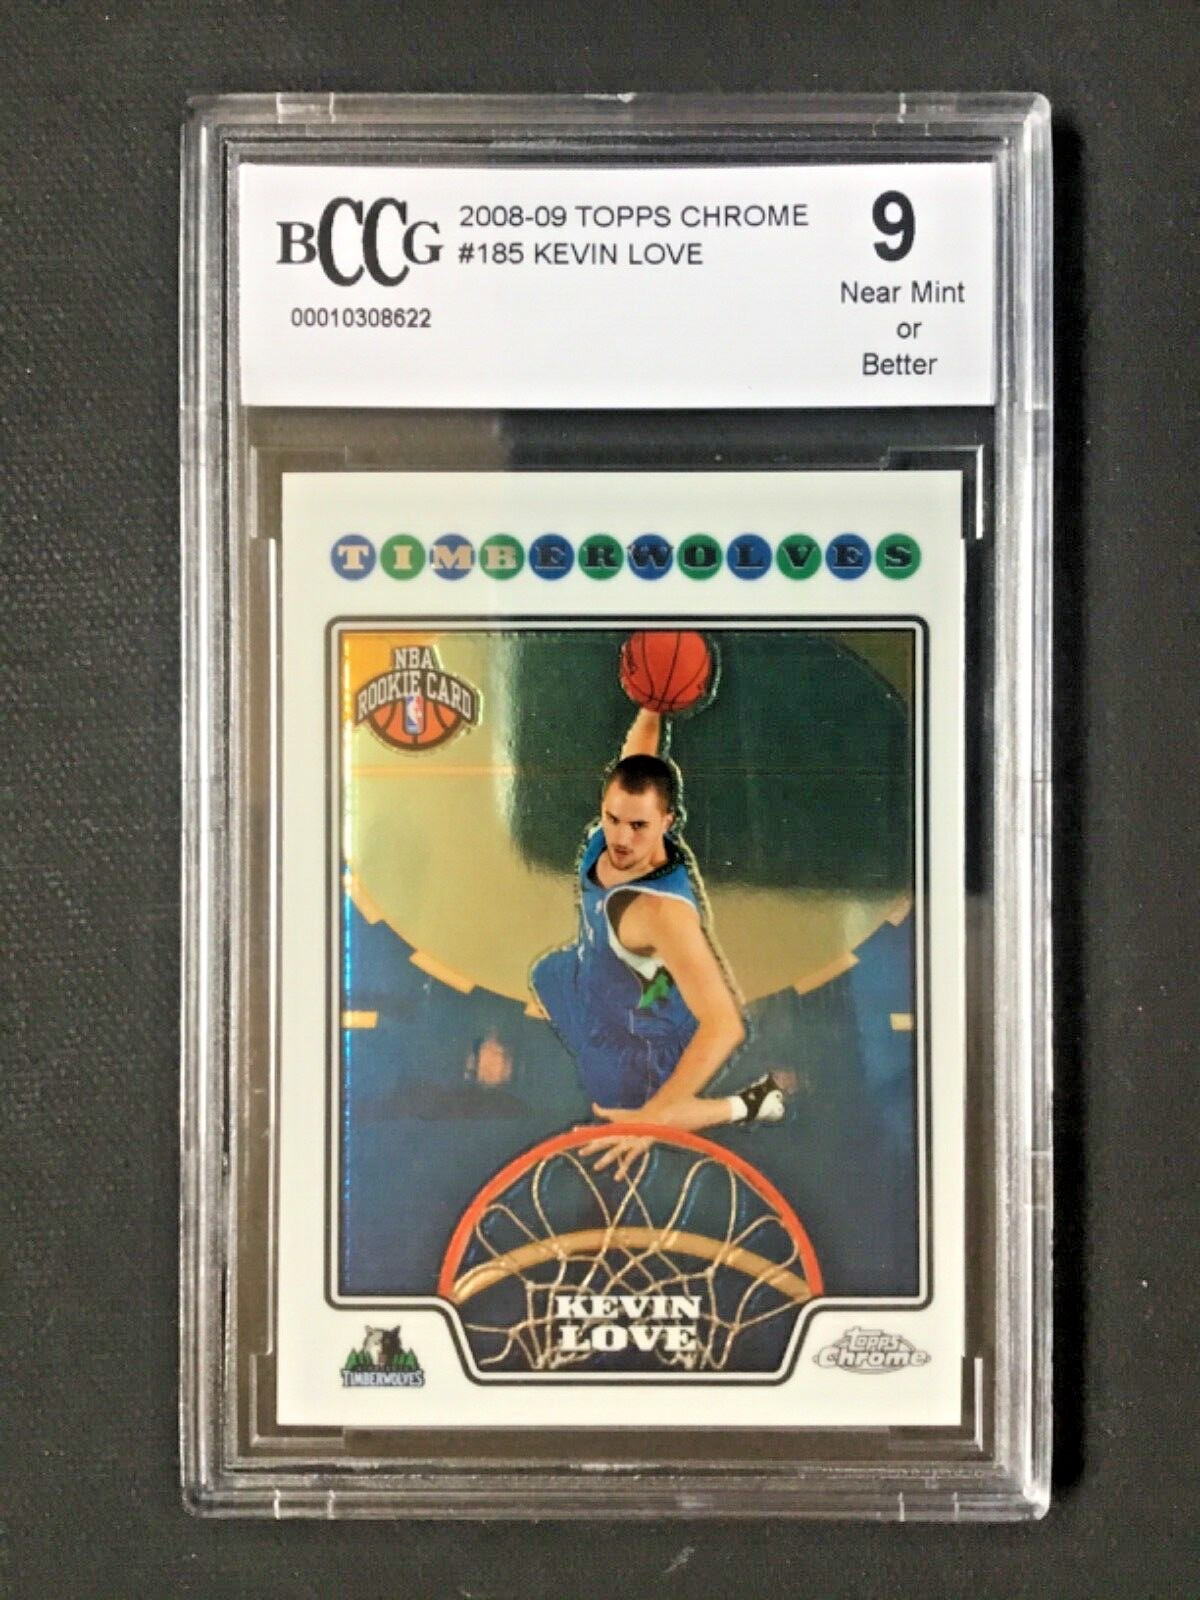 BCCG
2008-09 TOPPS CHROME
#185 KEVIN LOVE
00010308622
9
Near Mint
or
Better
TIMBERWOLVES
NBA
ROOKIE CARD
KEVIN
LOVE
TIMBERWOLVES
Topps
Chrome